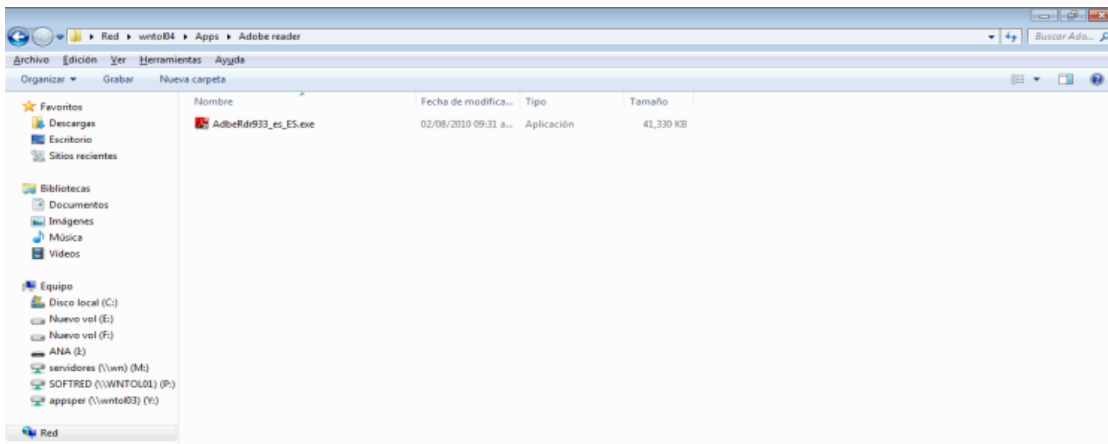 Red ▸ wntol04 ▸ Apps ▸ Adobe reader
Buscar Ado...
Archivo Edición Ver Herramientas Ayuda
Organizar Grabar Nueva carpeta
Nombre Fecha de modifica... Tipo Tamaño
AdbeRdr933_es_ES.exe 02/08/2010 09:31 a... Aplicación 41,330 KB
Favoritos
Descargas
Escritorio
Sitios recientes
Bibliotecas
Documentos
Imágenes
Música
Vídeos
Equipo
Disco local (C:)
Nuevo vol (E:)
Nuevo vol (F:)
ANA (I:)
servidores (\\wn) (M:)
SOFTRED (\\WNTOL01) (P:)
appsper (\\wntol03) (Y:)
Red